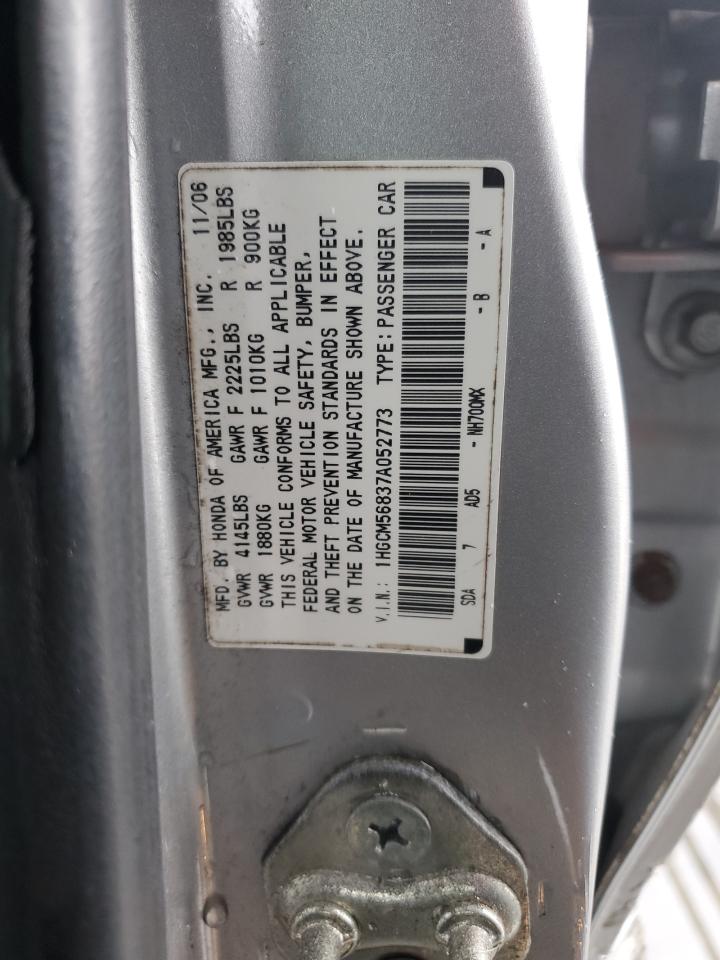 MFD. BY HONDA OF AMERICA MFG., INC. 11/06
GVWR 4145LBS GAWR F 2225LBS R 1985LBS
GVWR 1880KG GAWR F 1010KG R 900KG
THIS VEHICLE CONFORMS TO ALL APPLICABLE
FEDERAL MOTOR VEHICLE SAFETY, BUMPER,
AND THEFT PREVENTION STANDARDS IN EFFECT
ON THE DATE OF MANUFACTURE SHOWN ABOVE.
V.I.N.: 1HGCM56837A052773 TYPE: PASSENGER CAR
SDA 7 AD5 - NH700MX - B - A